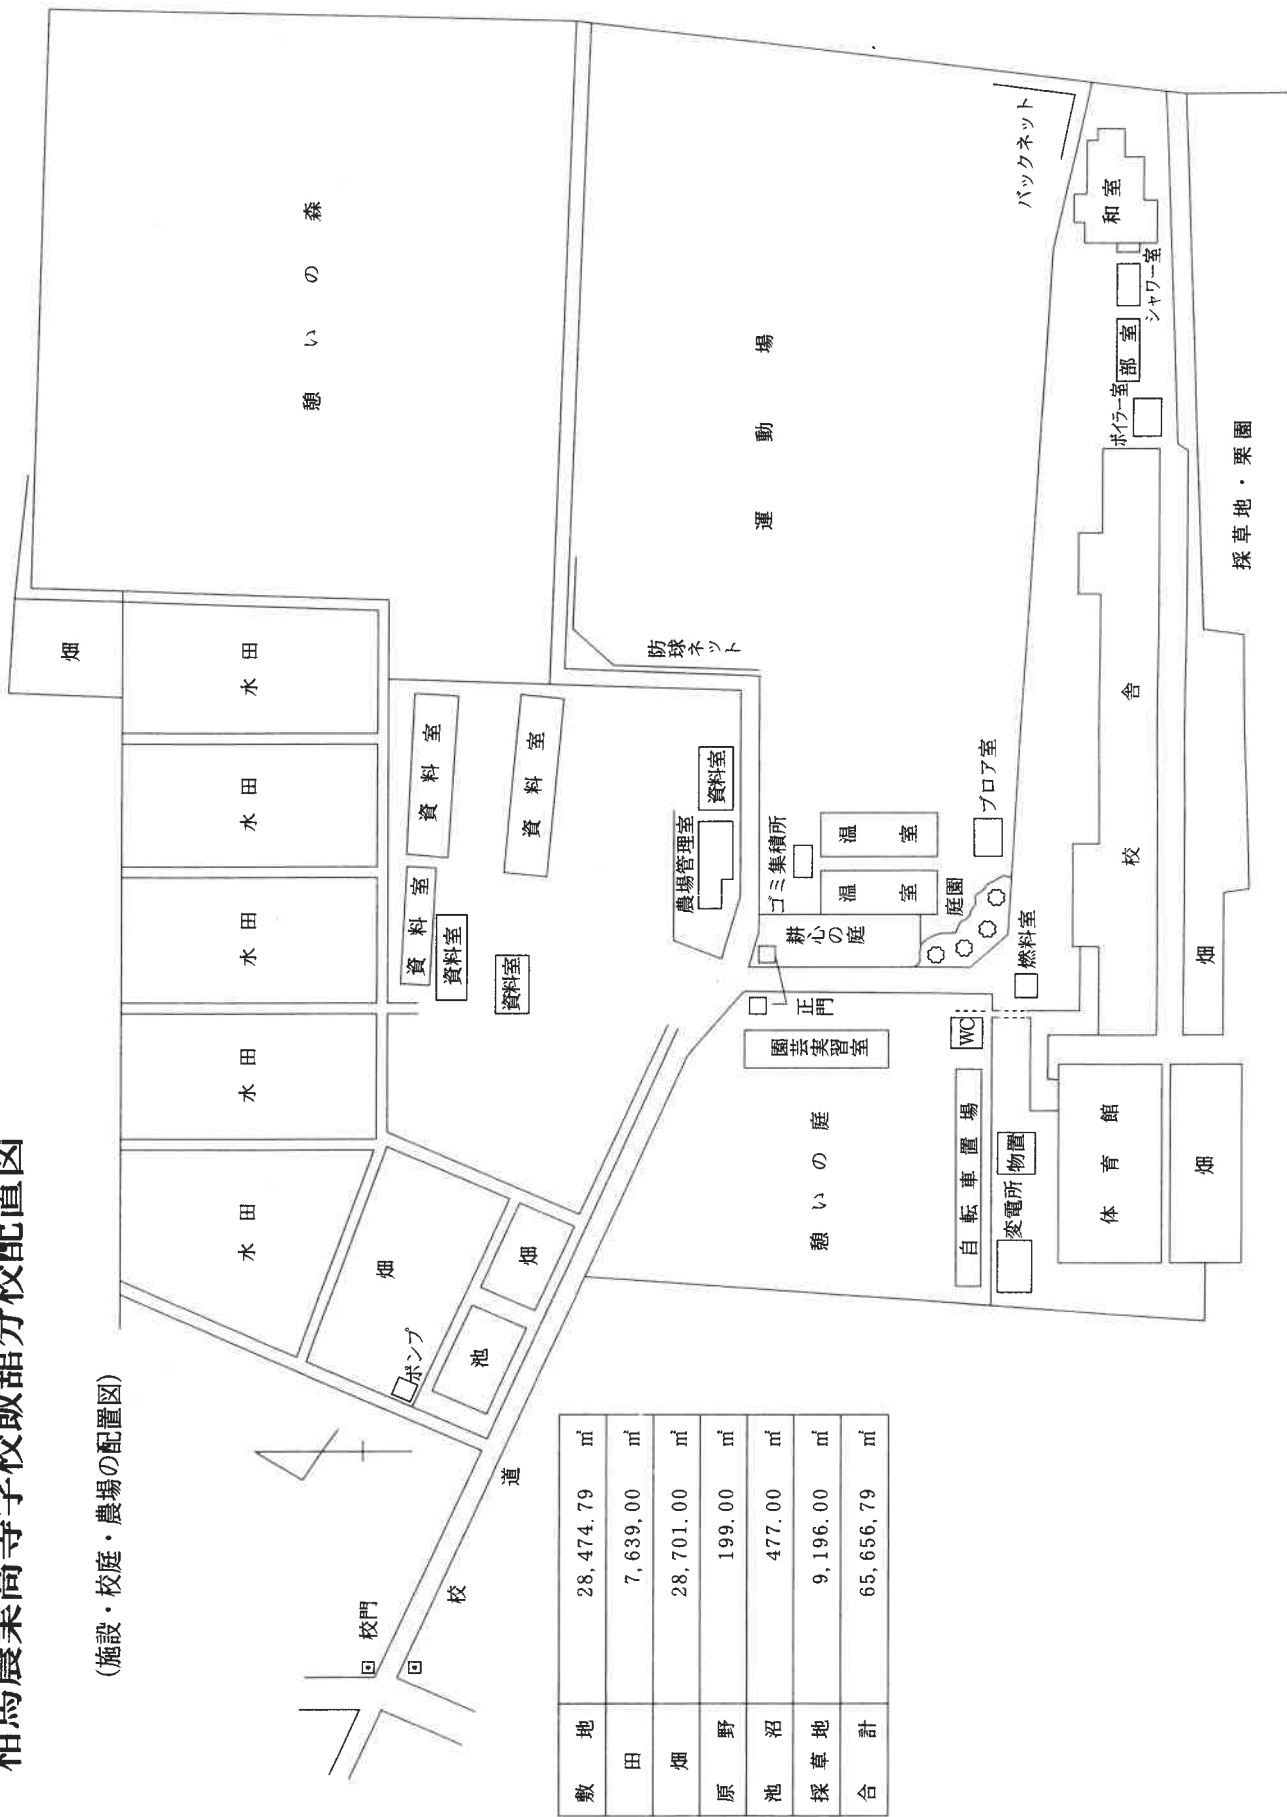 相馬農業高等学校飯舘分校配置図
(施設・校庭・農場の配置図)
校門
校
道
ポンプ
池
畑
畑
水田
水田
水田
水田
水田
畑
憩いの森
資料室
資料室
資料室
資料室
資料室
農場管理室
資料室
防球ネット
運動場
バックネット
ゴミ集積所
温室
温室
耕心の庭
庭園
ブロア室
正門
園芸実習室
憩いの庭
自転車置場
WC
燃料室
変電所
物置
体育館
畑
校舎
畑
ボイラー室
部室
シャワー室
和室
採草地・栗園
敷地 28,474.79 ㎡
田 7,639.00 ㎡
畑 28,701.00 ㎡
原野 199.00 ㎡
池沼 477.00 ㎡
採草地 9,196.00 ㎡
合計 65,656.79 ㎡